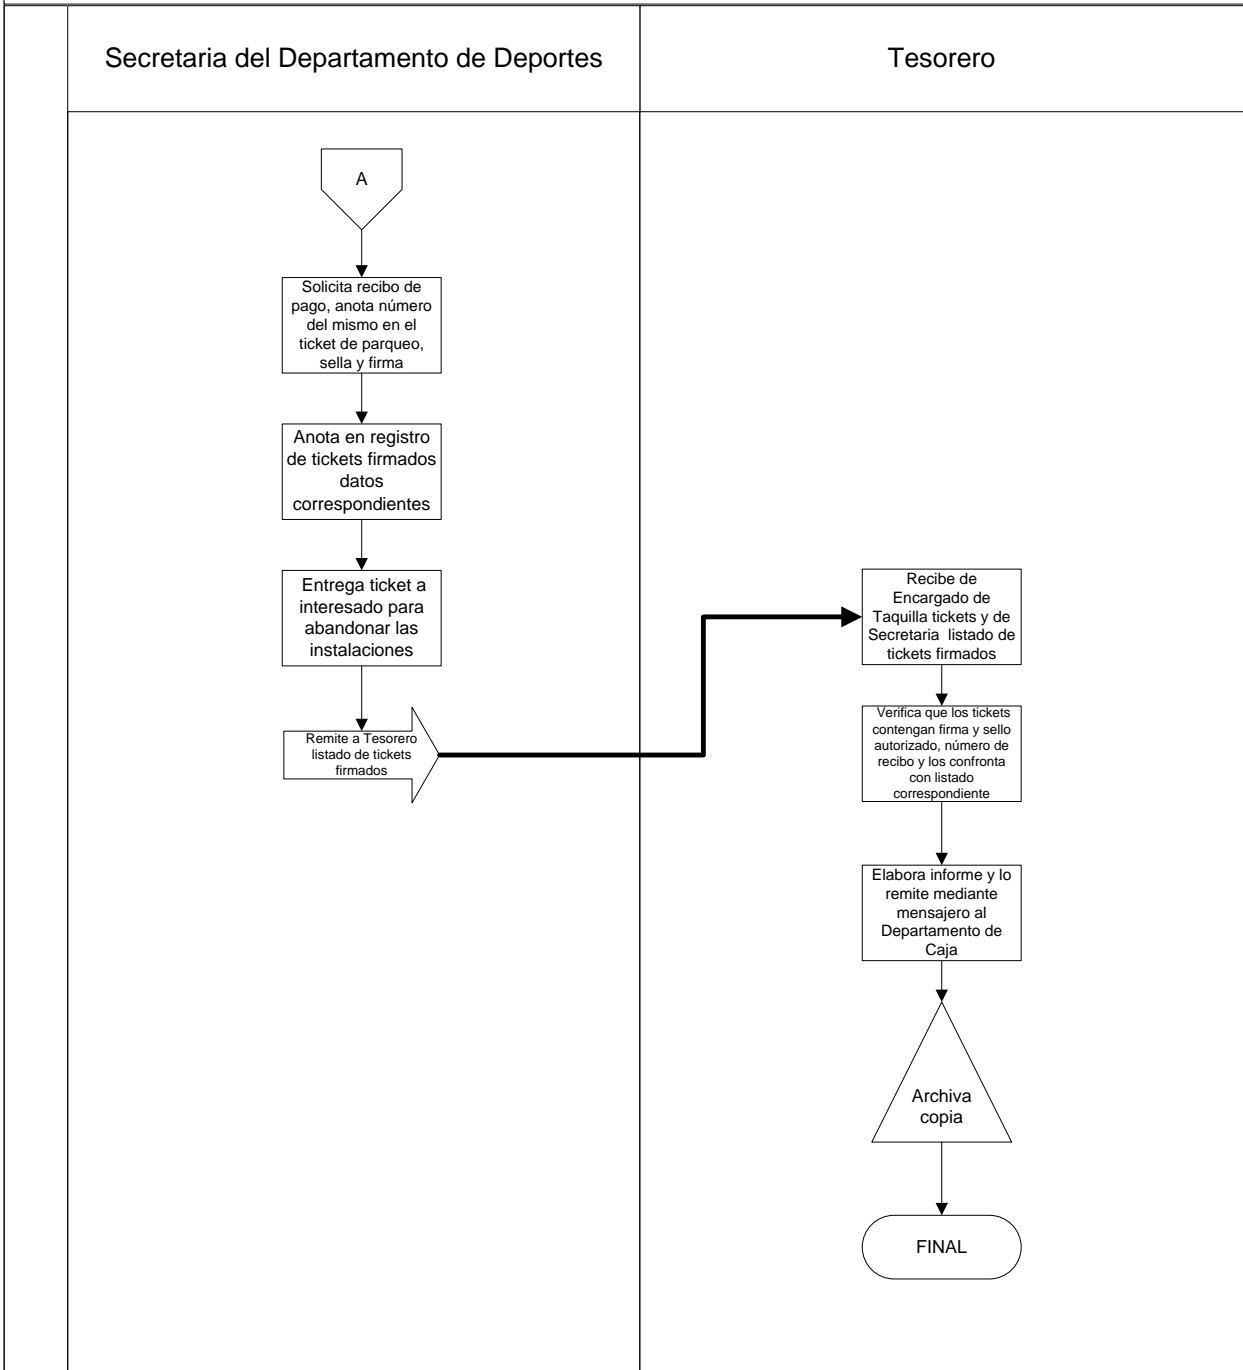 Secretaria del Departamento de Deportes
Tesorero
A
Solicita recibo de
pago, anota número
del mismo en el
ticket de parqueo,
sella y firma
Anota en registro
de tickets firmados
datos
correspondientes
Entrega ticket a
interesado para
abandonar las
instalaciones
Remite a Tesorero
listado de tickets
firmados
Recibe de
Encargado de
Taquilla tickets y de
Secretaria listado de
tickets firmados
Verifica que los tickets
contengan firma y sello
autorizado, número de
recibo y los confronta
con listado
correspondiente
Elabora informe y lo
remite mediante
mensajero al
Departamento de
Caja
Archiva
copia
FINAL